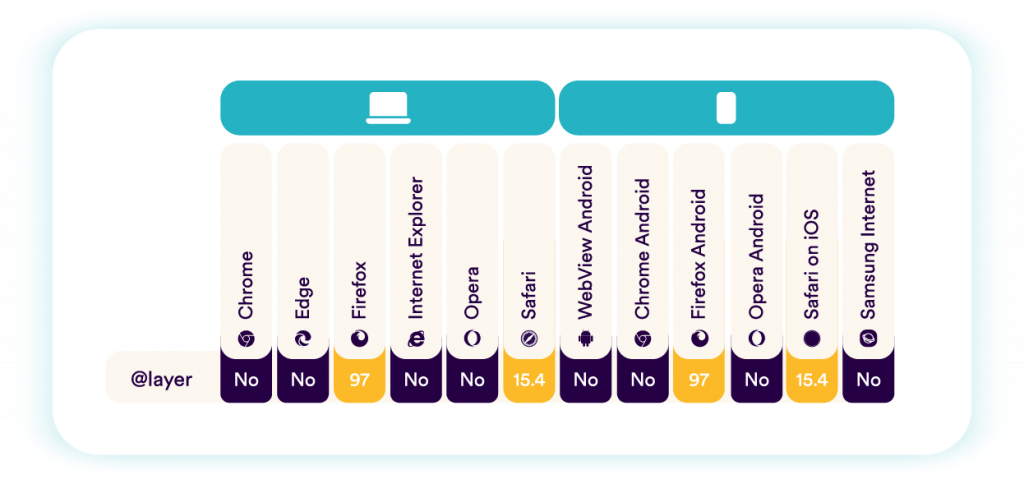 Chrome
Edge
Firefox
Internet Explorer
Opera
Safari
WebView Android
Chrome Android
Firefox Android
Opera Android
Safari on iOS
Samsung Internet
@layer No No 97 No No 15.4 No No 97 No 15.4 No